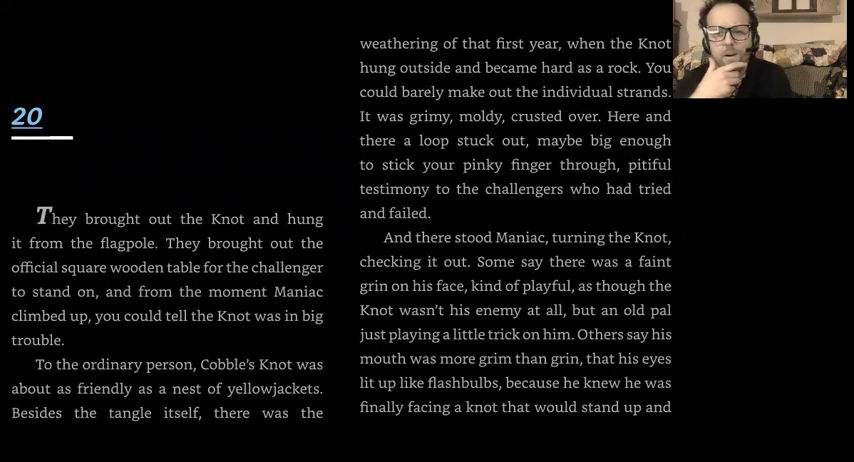 20
They brought out the Knot and hung
it from the flagpole. They brought out the
official square wooden table for the challenger
to stand on, and from the moment Maniac
climbed up, you could tell the Knot was in big
trouble.
To the ordinary person, Cobble's Knot was
about as friendly as a nest of yellowjackets.
Besides the tangle itself, there was the
weathering of that first year, when the Knot
hung outside and became hard as a rock. You
could barely make out the individual strands.
It was grimy, moldy, crusted over. Here and
there a loop stuck out, maybe big enough
to stick your pinky finger through, pitiful
testimony to the challengers who had tried
and failed.
And there stood Maniac, turning the Knot,
checking it out. Some say there was a faint
grin on his face, kind of playful, as though the
Knot wasn't his enemy at all, but an old pal
just playing a little trick on him. Others say his
mouth was more grim than grin, that his eyes
lit up like flashbulbs, because he knew he was
finally facing a knot that would stand up and